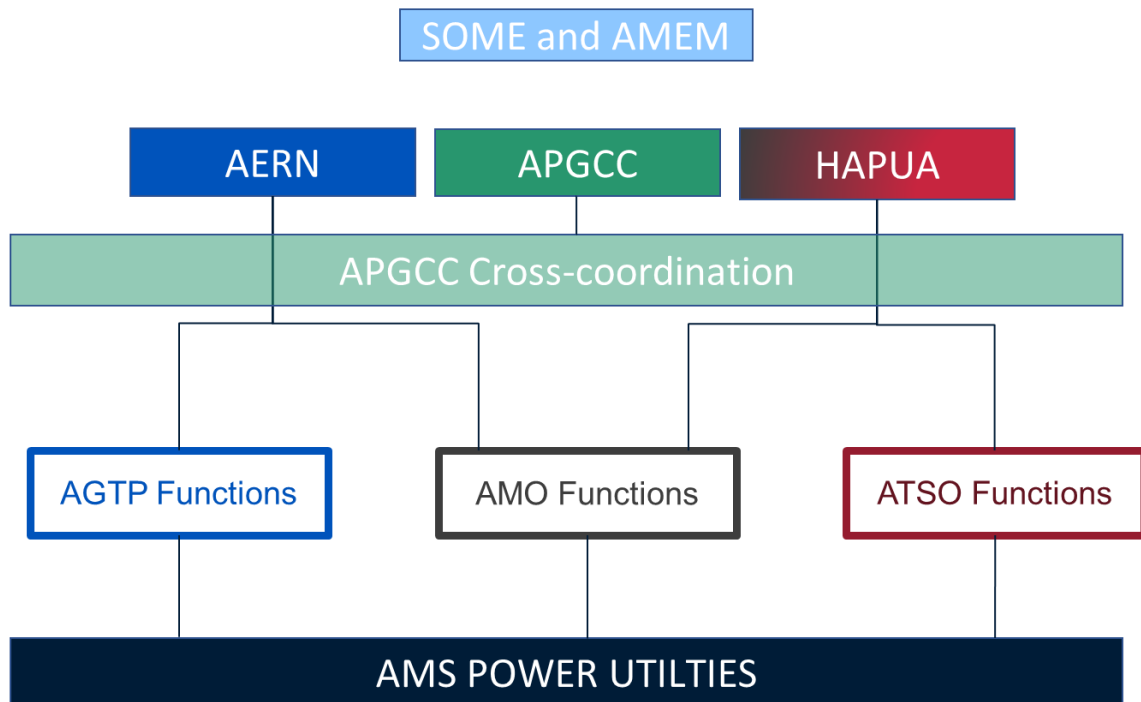 SOME and AMEM
AERN
APGCC
HAPUA
APGCC Cross-coordination
AGTP Functions
AMO Functions
ATSO Functions
AMS POWER UTILTIES